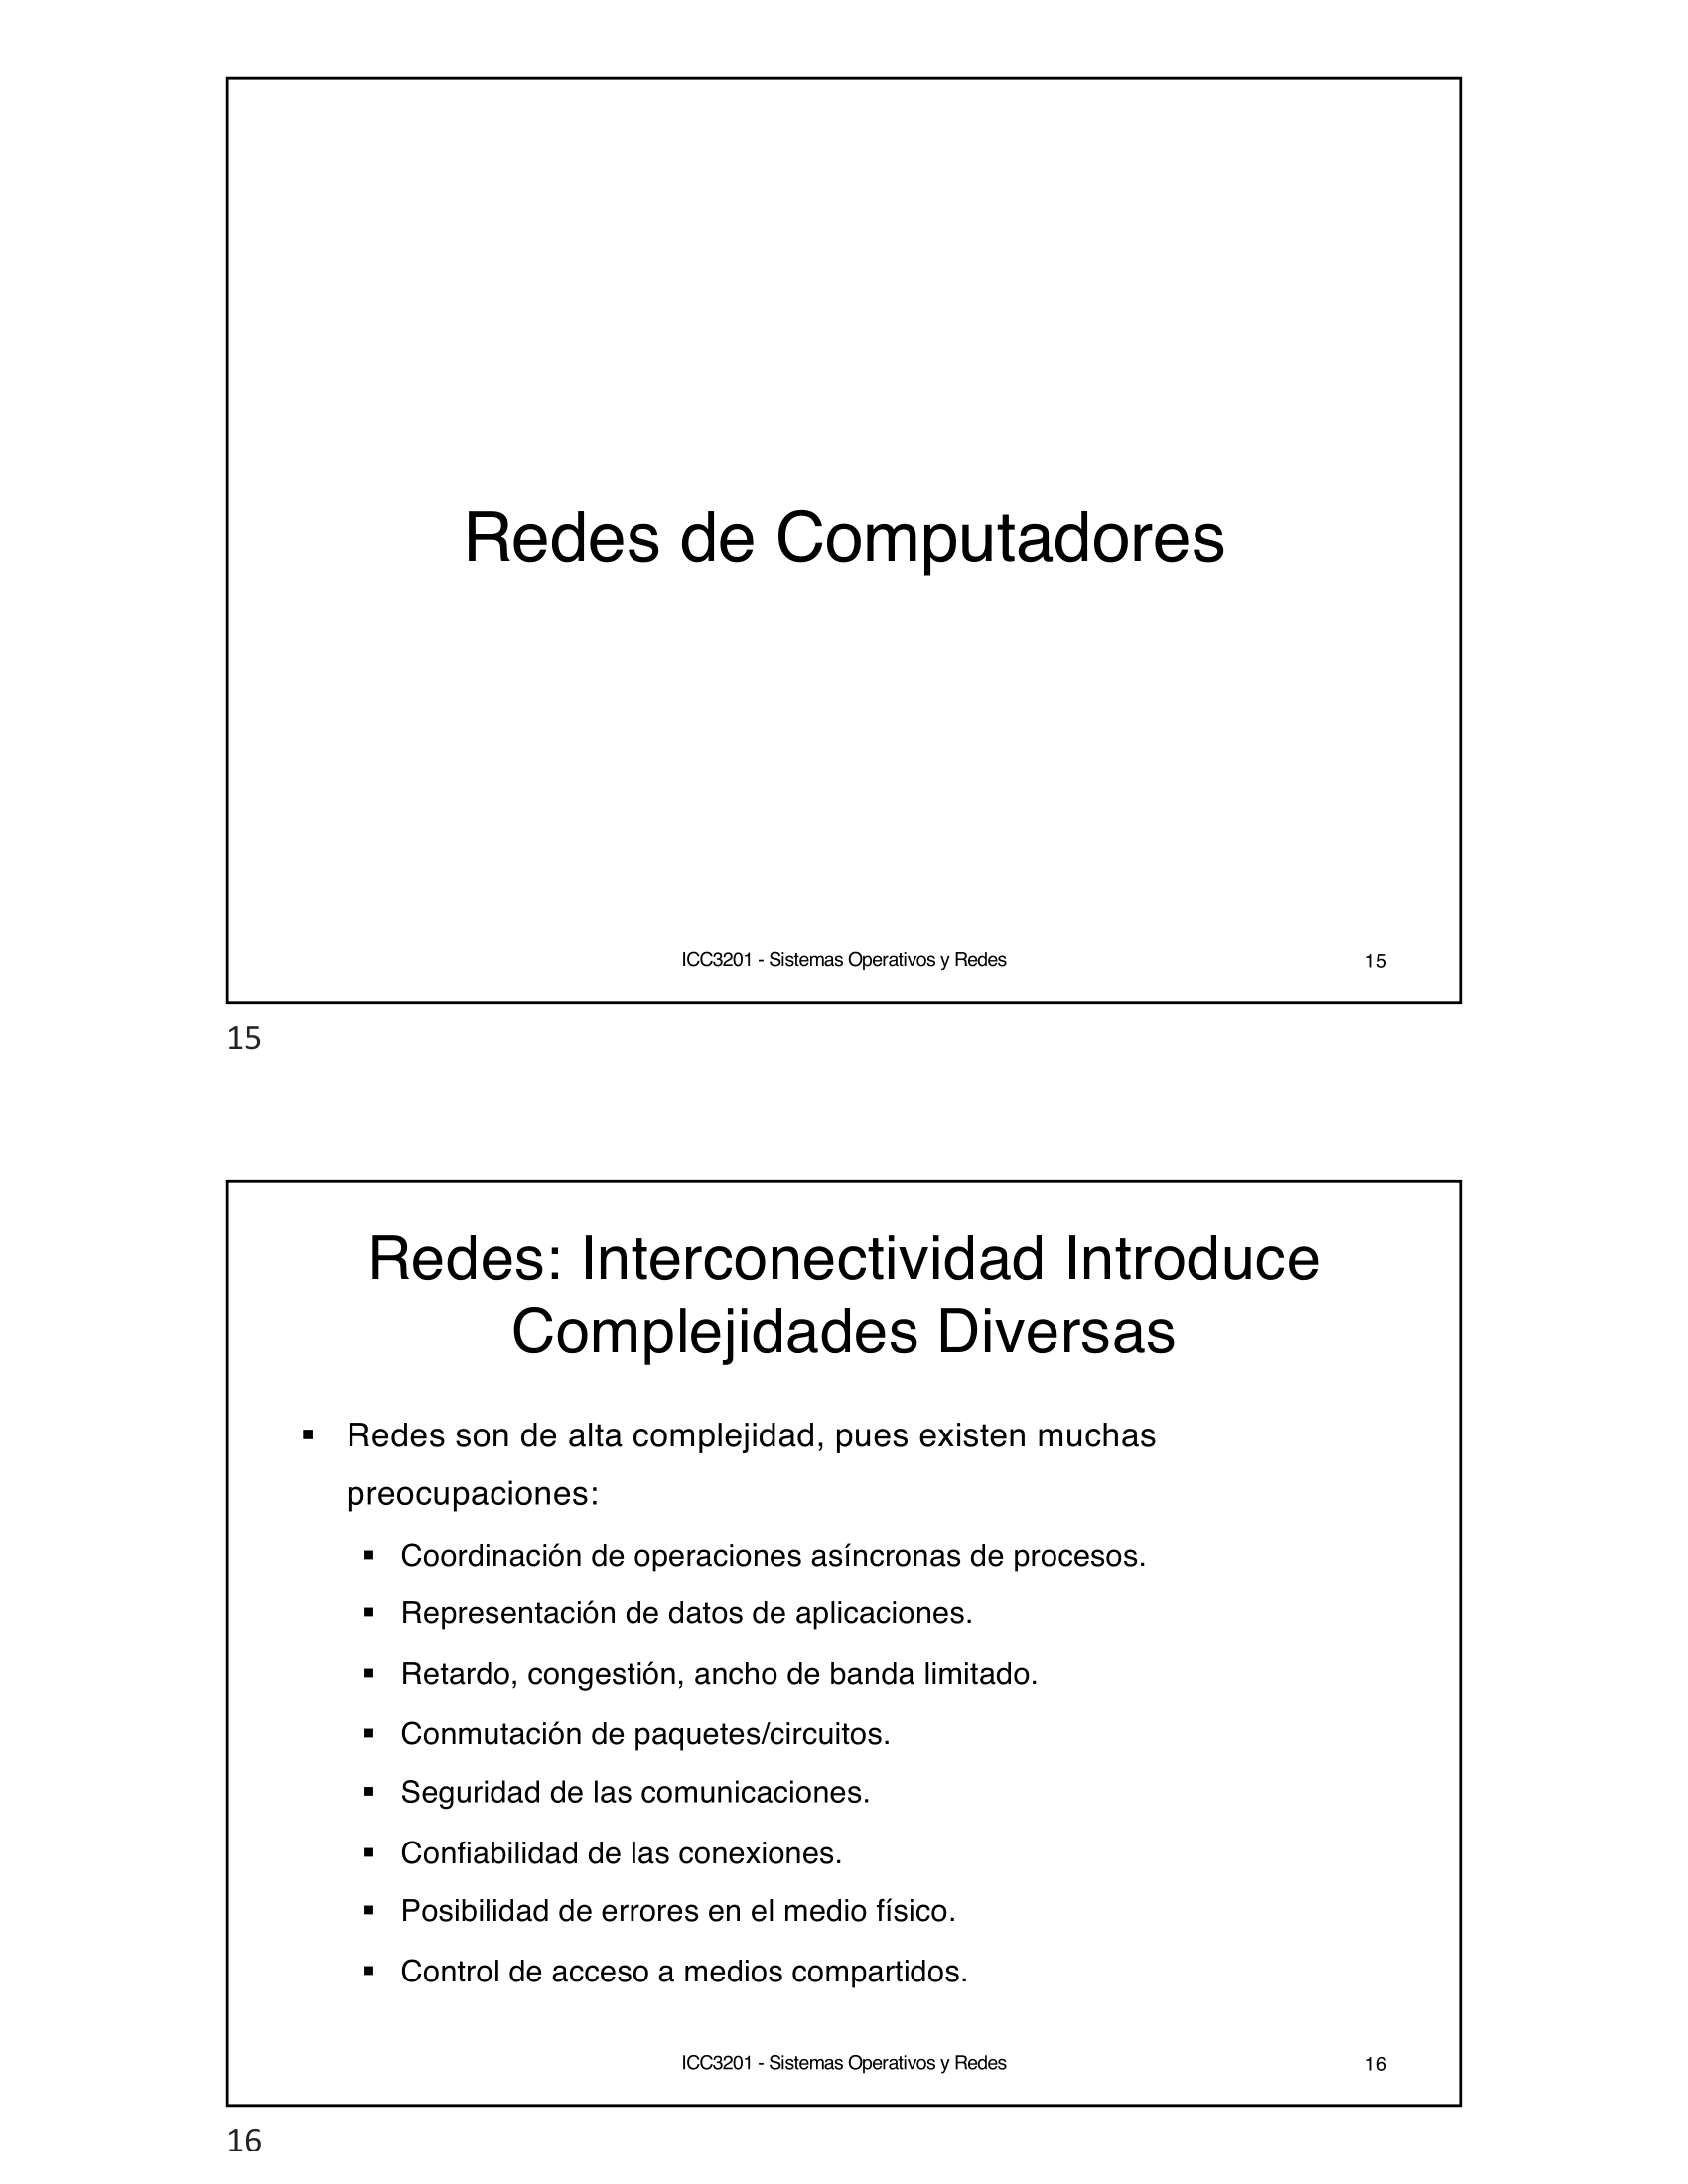 Redes de Computadores
ICC3201 - Sistemas Operativos y Redes
15
15
Redes: Interconectividad Introduce
Complejidades Diversas
▪ Redes son de alta complejidad, pues existen muchas
preocupaciones:
▪ Coordinación de operaciones asíncronas de procesos.
▪ Representación de datos de aplicaciones.
▪ Retardo, congestión, ancho de banda limitado.
▪ Conmutación de paquetes/circuitos.
▪ Seguridad de las comunicaciones.
▪ Confiabilidad de las conexiones.
▪ Posibilidad de errores en el medio físico.
▪ Control de acceso a medios compartidos.
ICC3201 - Sistemas Operativos y Redes
16
16